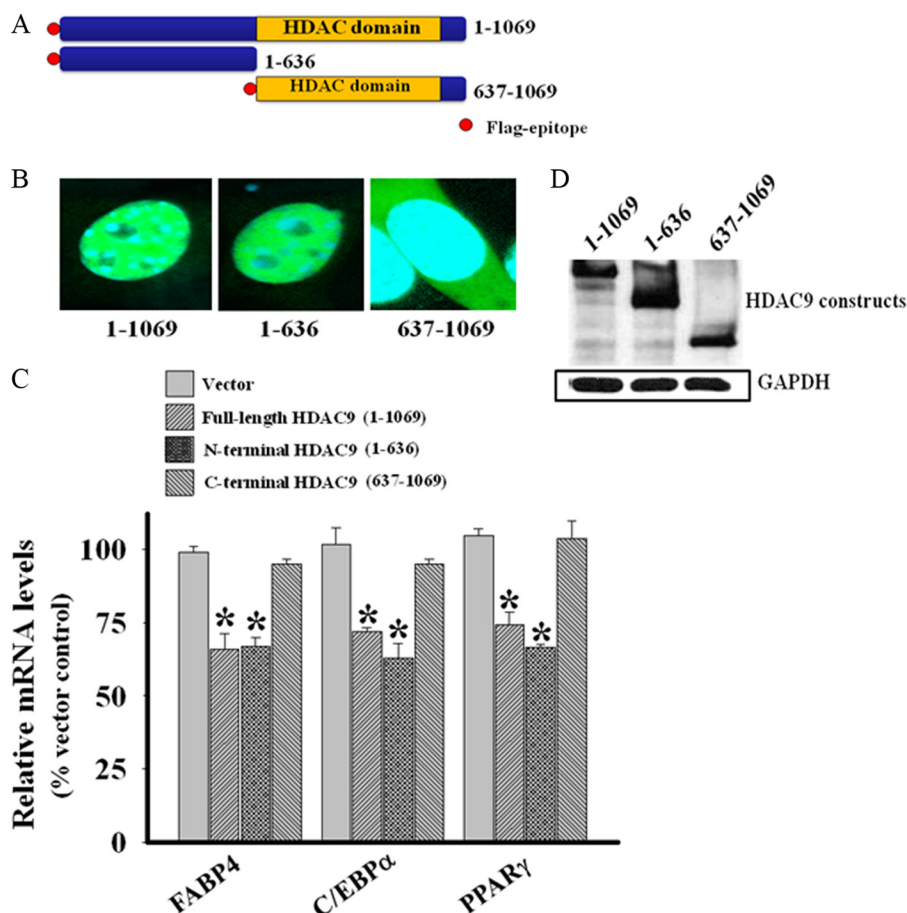 A
HDAC domain
1-1069
1-636
HDAC domain
637-1069
Flag-epitope
B
1-1069
1-636
637-1069
D
1-1069
1-636
637-1069
HDAC9 constructs
GAPDH
C
Vector
Full-length HDAC9 (1-1069)
N-terminal HDAC9 (1-636)
C-terminal HDAC9 (637-1069)
Relative mRNA levels
(% vector control)
100
75
50
25
0
* * * * * *
FABP4
C/EBPα
PPARγ